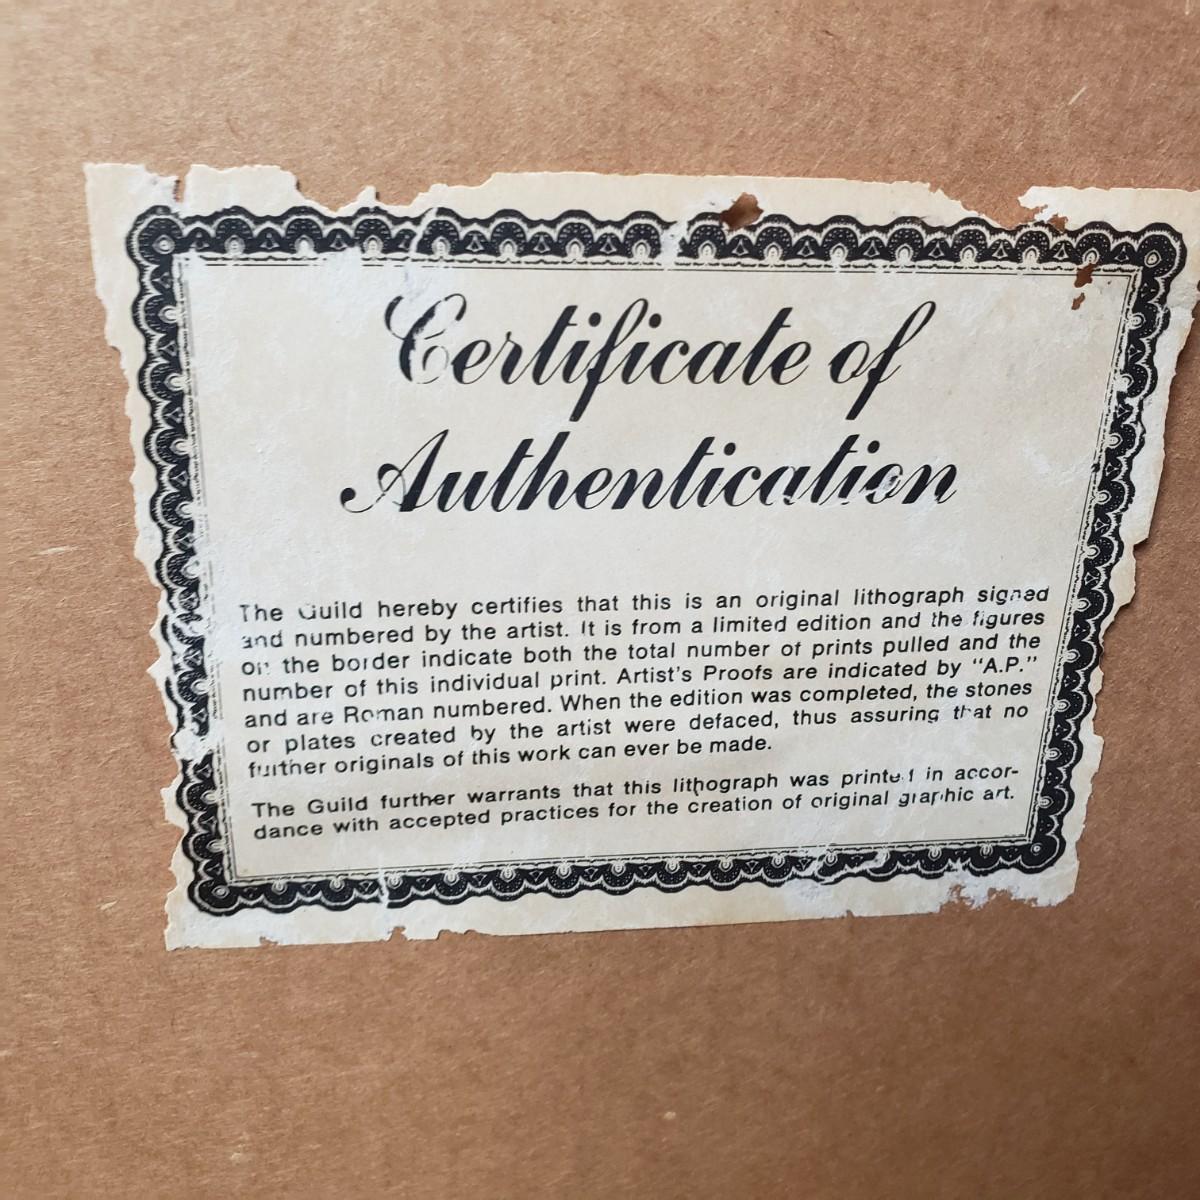 Certificate of
Authentication
The Guild hereby certifies that this is an original lithograph signed
and numbered by the artist. It is from a limited edition and the figures
on the border indicate both the total number of prints pulled and the
number of this individual print. Artist's Proofs are indicated by "A.P."
and are Roman numbered. When the edition was completed, the stones
or plates created by the artist were defaced, thus assuring that no
further originals of this work can ever be made.
The Guild further warrants that this lithograph was printed in accor-
dance with accepted practices for the creation of original graphic art.